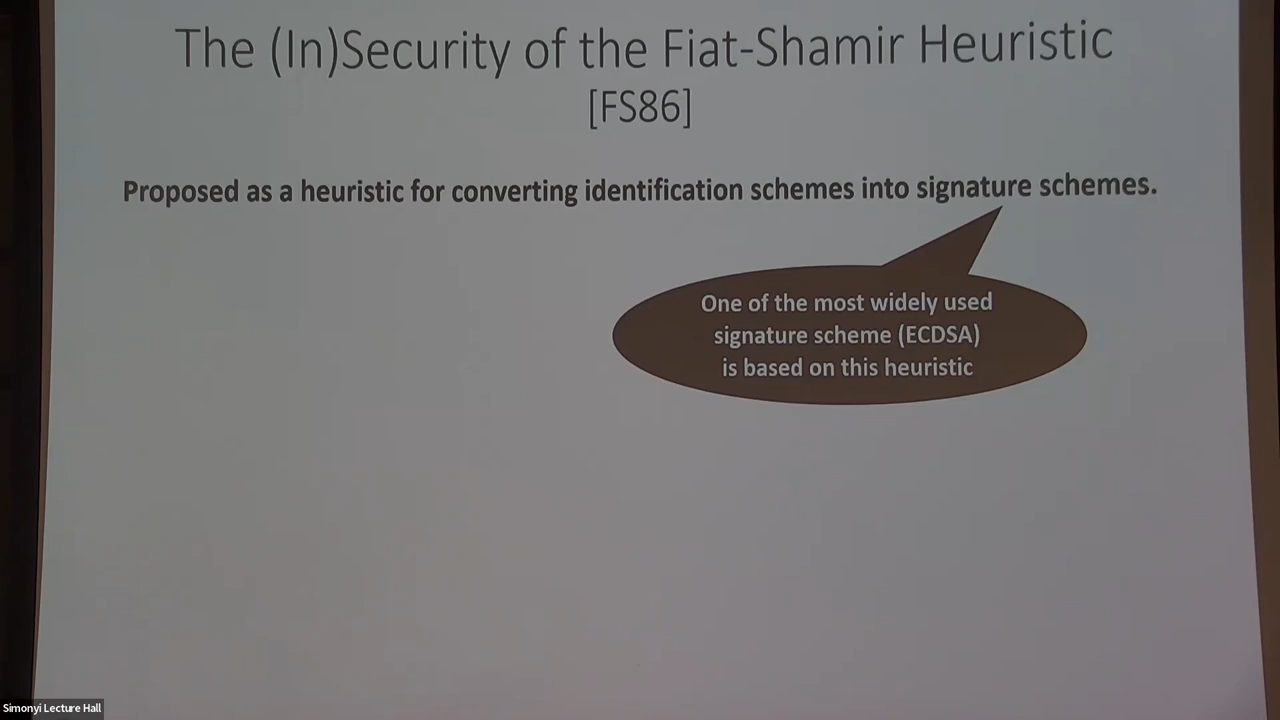 The (In)Security of the Fiat-Shamir Heuristic
[FS86]
Proposed as a heuristic for converting identification schemes into signature schemes.
One of the most widely used
signature scheme (ECDSA)
is based on this heuristic
Simonyi Lecture Hall